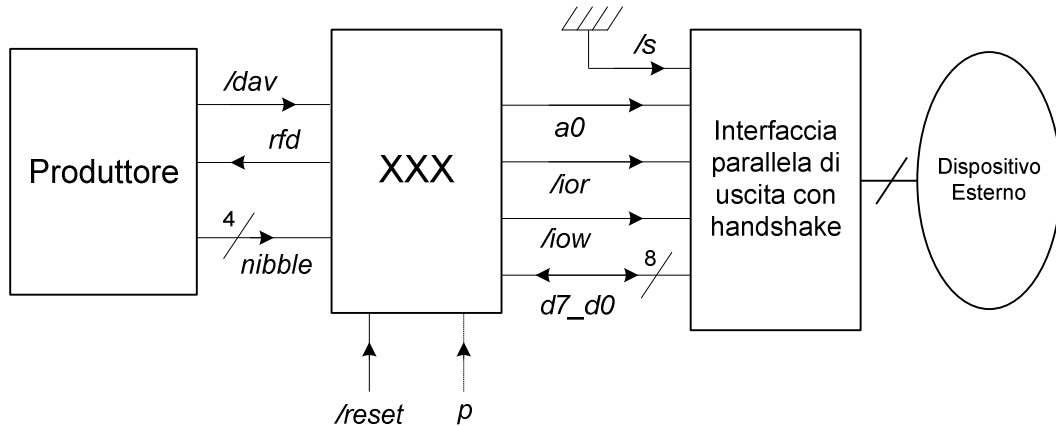 Produttore
/dav
rfd
4
nibble
XXX
/reset
p
/s
a0
/ior
/iow
8
d7_d0
Interfaccia
parallela di
uscita con
handshake
Dispositivo
Esterno